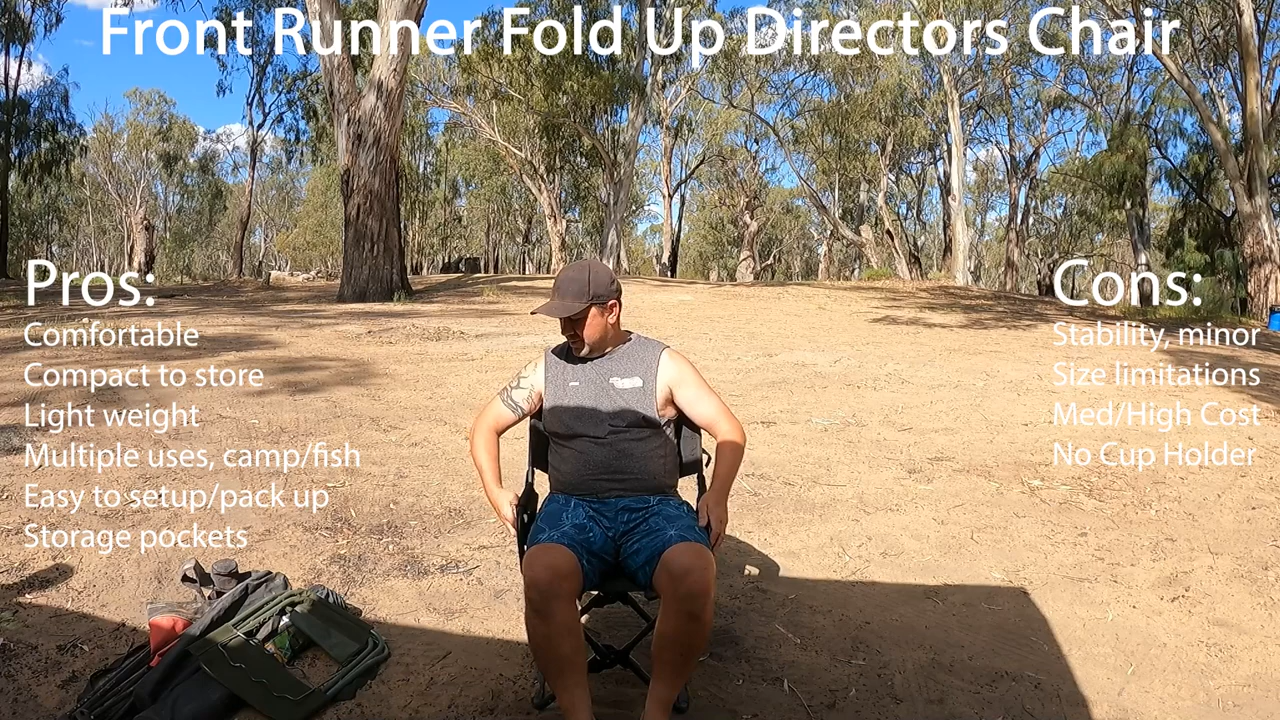 Front Runner Fold Up Directors Chair
Pros:
Comfortable
Compact to store
Light weight
Multiple uses, camp/fish
Easy to setup/pack up
Storage pockets
Cons:
Stability, minor
Size limitations
Med/High Cost
No Cup Holder